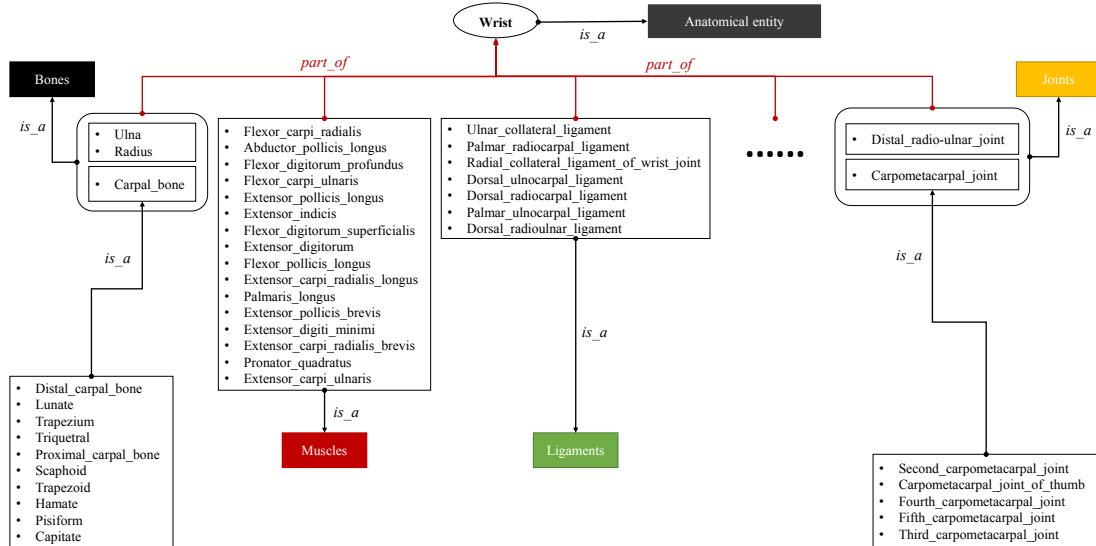 Wrist
Anatomical entity
is_a
part_of
part_of
Bones
Joints
is_a
is_a
• Ulna
• Radius
• Carpal_bone
• Flexor_carpi_radialis
• Abductor_pollicis_longus
• Flexor_digitorum_profundus
• Flexor_carpi_ulnaris
• Extensor_pollicis_longus
• Extensor_indicis
• Flexor_digitorum_superficialis
• Extensor_digitorum
• Flexor_pollicis_longus
• Extensor_carpi_radialis_longus
• Palmaris_longus
• Extensor_pollicis_brevis
• Extensor_digiti_minimi
• Extensor_carpi_radialis_brevis
• Pronator_quadratus
• Extensor_carpi_ulnaris
• Ulnar_collateral_ligament
• Palmar_radiocarpal_ligament
• Radial_collateral_ligament_of_wrist_joint
• Dorsal_ulnocarpal_ligament
• Dorsal_radiocarpal_ligament
• Palmar_ulnocarpal_ligament
• Dorsal_radioulnar_ligament
......
• Distal_radio-ulnar_joint
• Carpometacarpal_joint
is_a
is_a
is_a
is_a
• Distal_carpal_bone
• Lunate
• Trapezium
• Triquetral
• Proximal_carpal_bone
• Scaphoid
• Trapezoid
• Hamate
• Pisiform
• Capitate
Muscles
Ligaments
• Second_carpometacarpal_joint
• Carpometacarpal_joint_of_thumb
• Fourth_carpometacarpal_joint
• Fifth_carpometacarpal_joint
• Third_carpometacarpal_joint